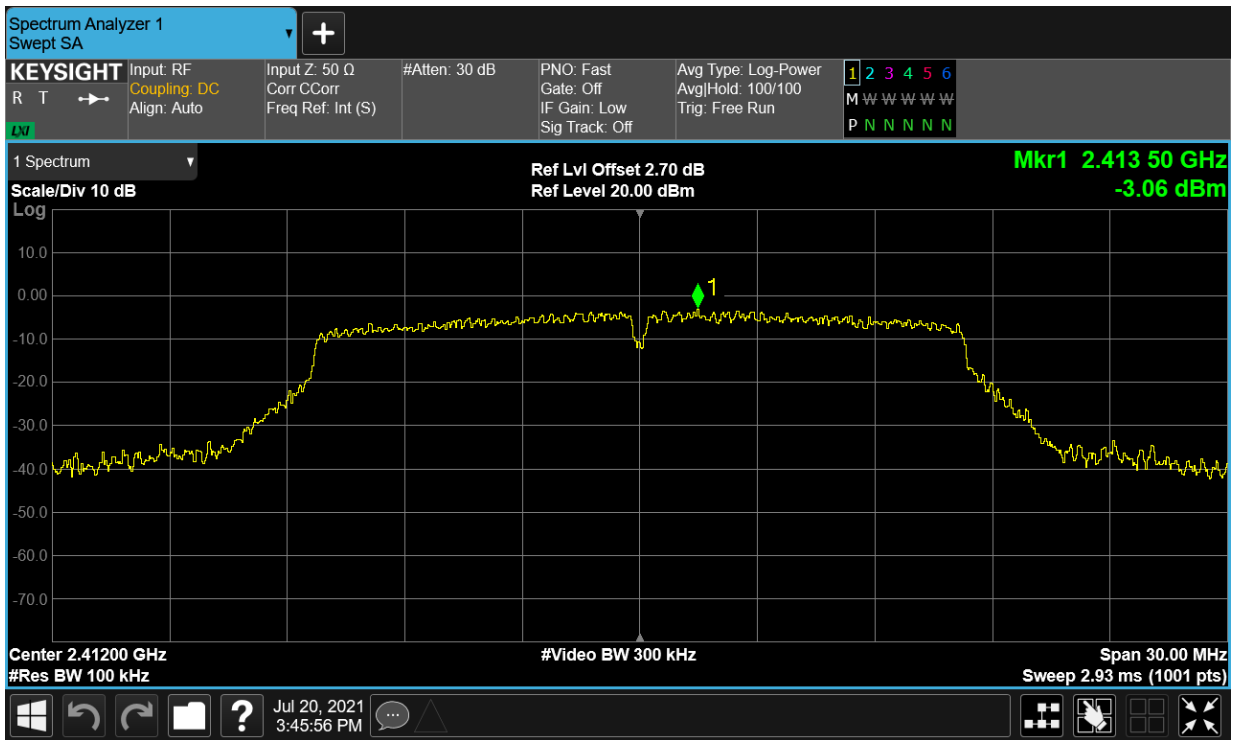 Spectrum Analyzer 1
Swept SA
KEYSIGHT
R T
LXI
Input: RF
Coupling: DC
Align: Auto
Input Z: 50 Ω
Corr CCorr
Freq Ref: Int (S)
#Atten: 30 dB
PNO: Fast
Gate: Off
IF Gain: Low
Sig Track: Off
Avg Type: Log-Power
Avg|Hold: 100/100
Trig: Free Run
1 2 3 4 5 6
M W W W W W
P N N N N N
1 Spectrum
Scale/Div 10 dB
Log
Ref Lvl Offset 2.70 dB
Ref Level 20.00 dBm
Mkr1 2.413 50 GHz
-3.06 dBm
10.0
0.00
-10.0
-20.0
-30.0
-40.0
-50.0
-60.0
-70.0
1
Center 2.41200 GHz
#Res BW 100 kHz
#Video BW 300 kHz
Span 30.00 MHz
Sweep 2.93 ms (1001 pts)
?
Jul 20, 2021
3:45:56 PM